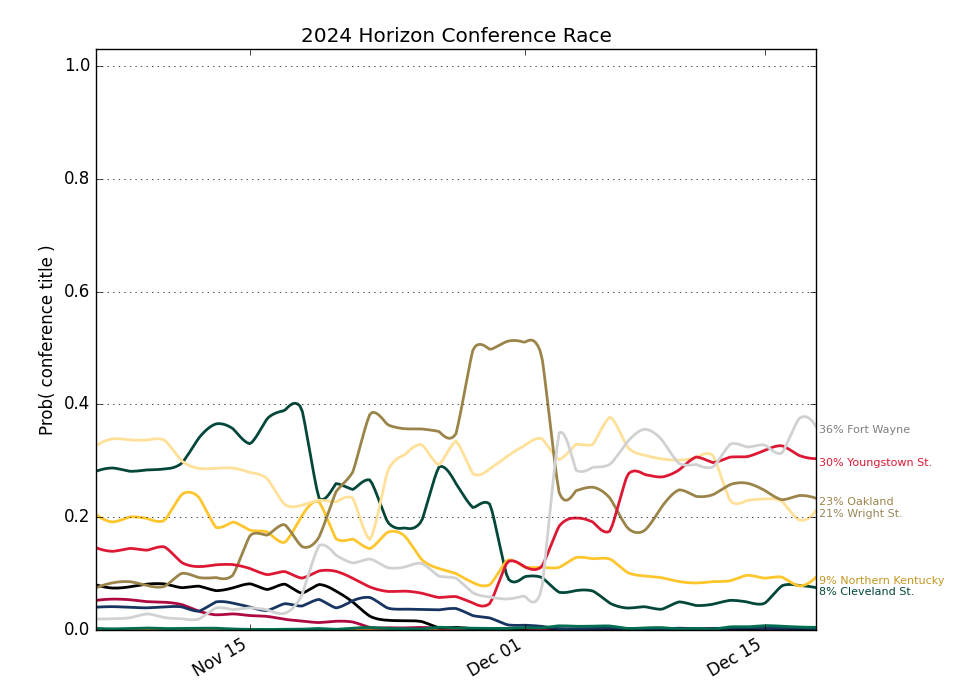 2024 Horizon Conference Race
Prob( conference title )
1.0
0.8
0.6
0.4
0.2
0.0
Nov 15
Dec 01
Dec 15
36% Fort Wayne
30% Youngstown St.
23% Oakland
21% Wright St.
9% Northern Kentucky
8% Cleveland St.